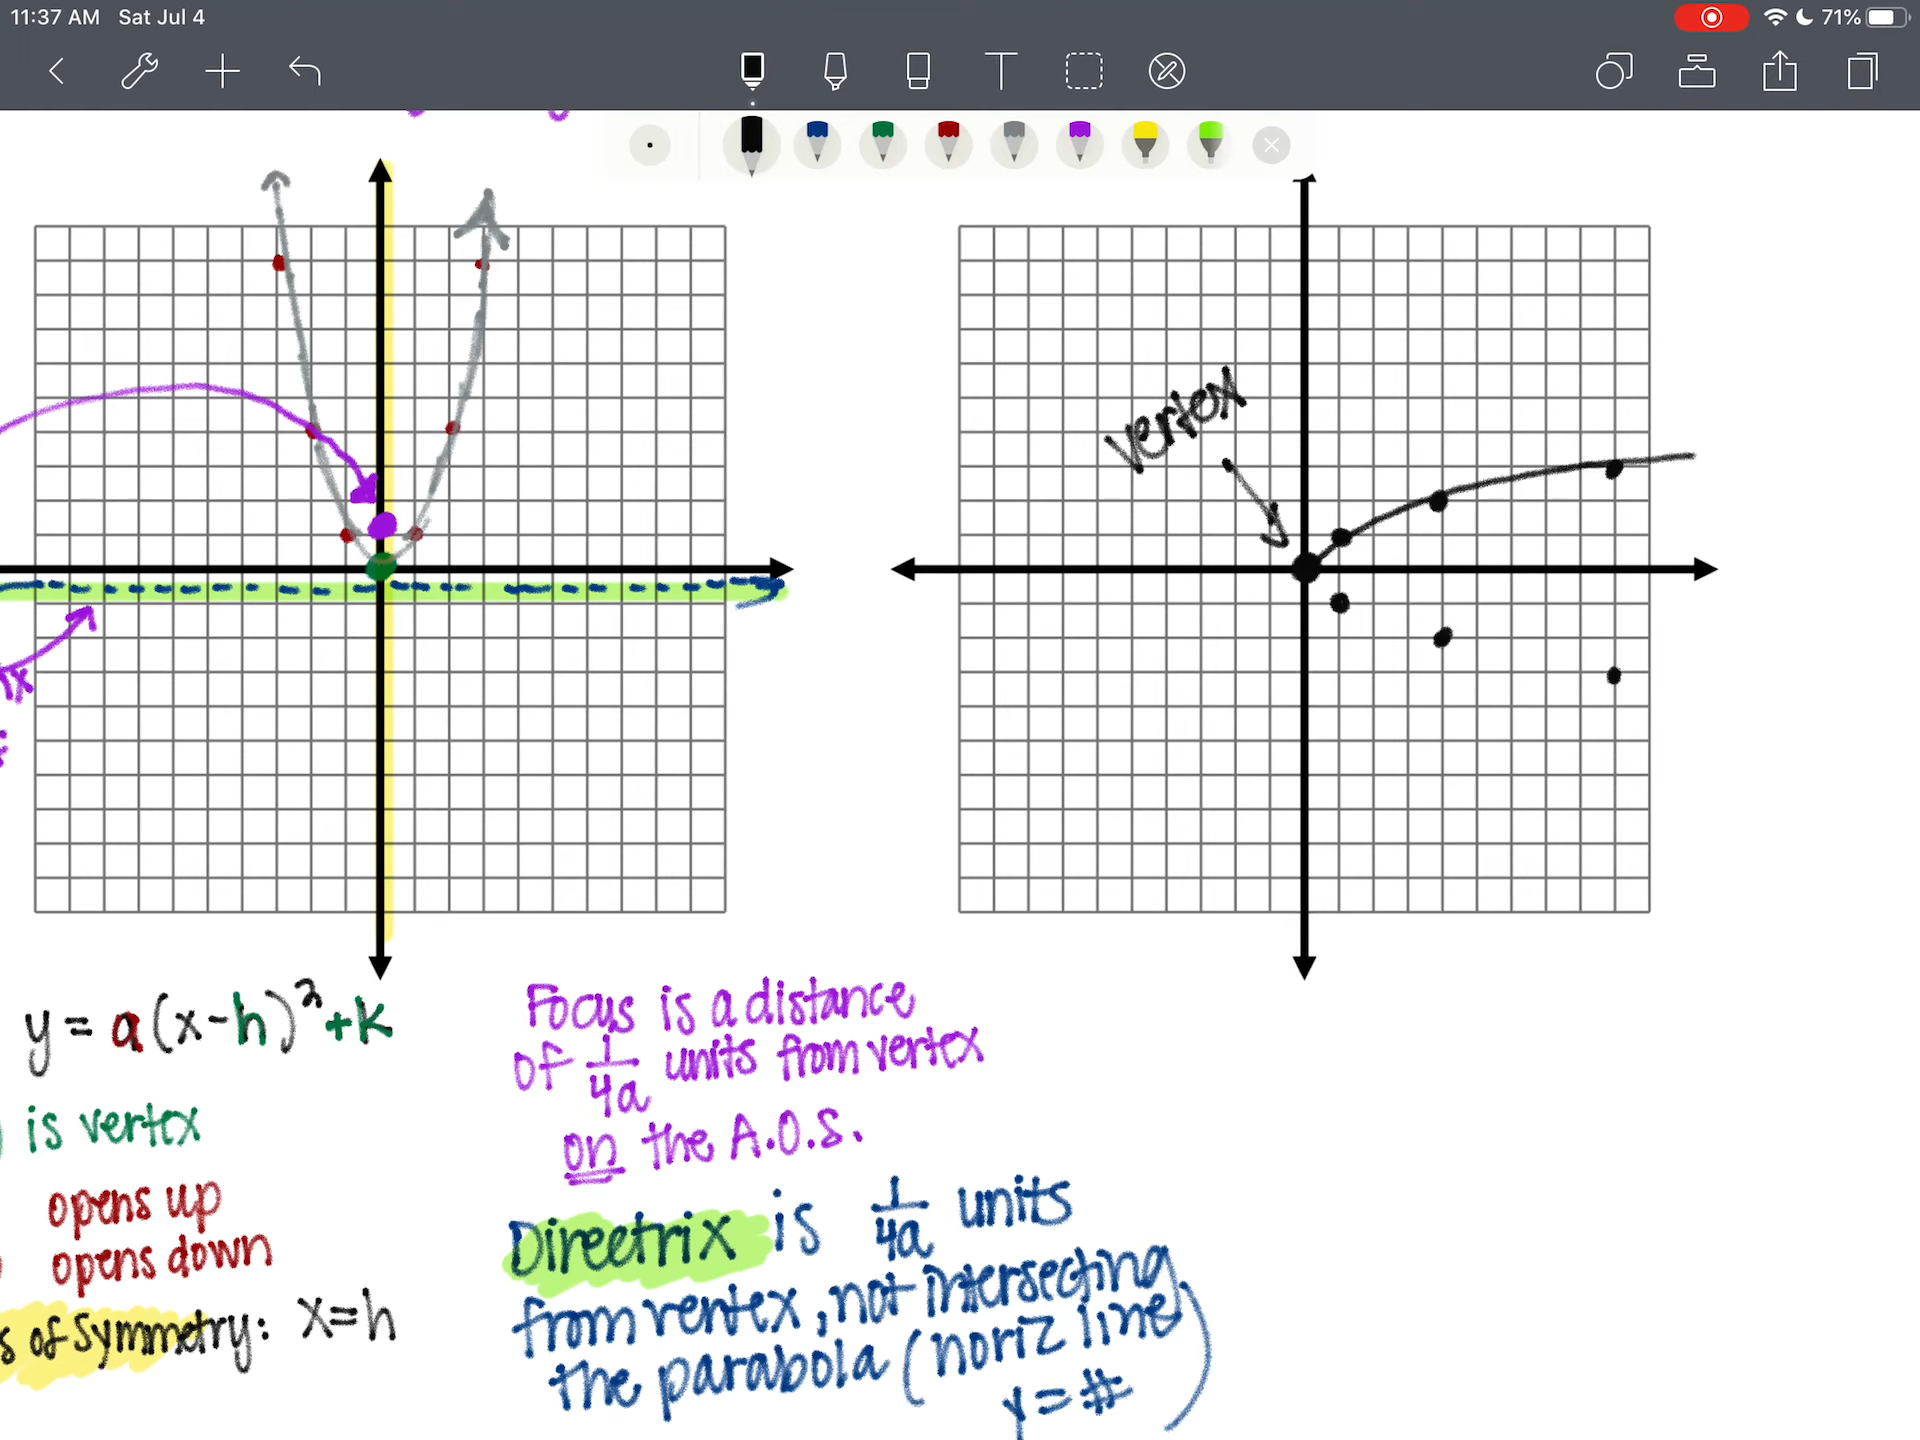 11:37 AM Sat Jul 4
71%
vertex
y = a(x-h)²+k
Focus is a distance
of 1/4a units from vertex
on the A.O.S.
is vertex
opens up
opens down
s of Symmetry: x=h
Directrix is 1/4a units
from vertex, not intersecting
the parabola (horiz line
y=#)